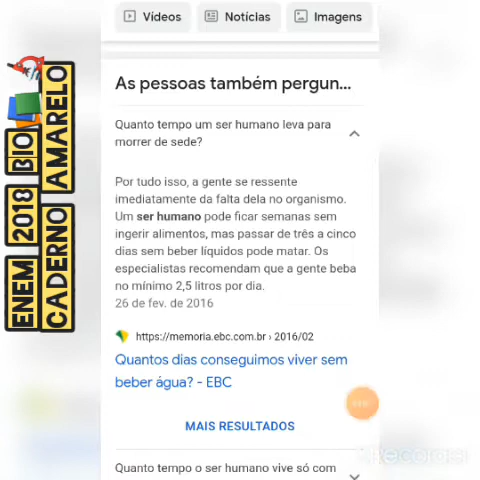 Vídeos
Notícias
Imagens
As pessoas também pergun...
Quanto tempo um ser humano leva para
morrer de sede?
Por tudo isso, a gente se ressente
imediatamente da falta dela no organismo.
Um ser humano pode ficar semanas sem
ingerir alimentos, mas passar de três a cinco
dias sem beber líquidos pode matar. Os
especialistas recomendam que a gente beba
no mínimo 2,5 litros por dia.
26 de fev. de 2016
https://memoria.ebc.com.br › 2016/02
Quantos dias conseguimos viver sem
beber água? - EBC
MAIS RESULTADOS
Quanto tempo o ser humano vive só com
ENEM 2018 BIO
CADERNO AMARELO